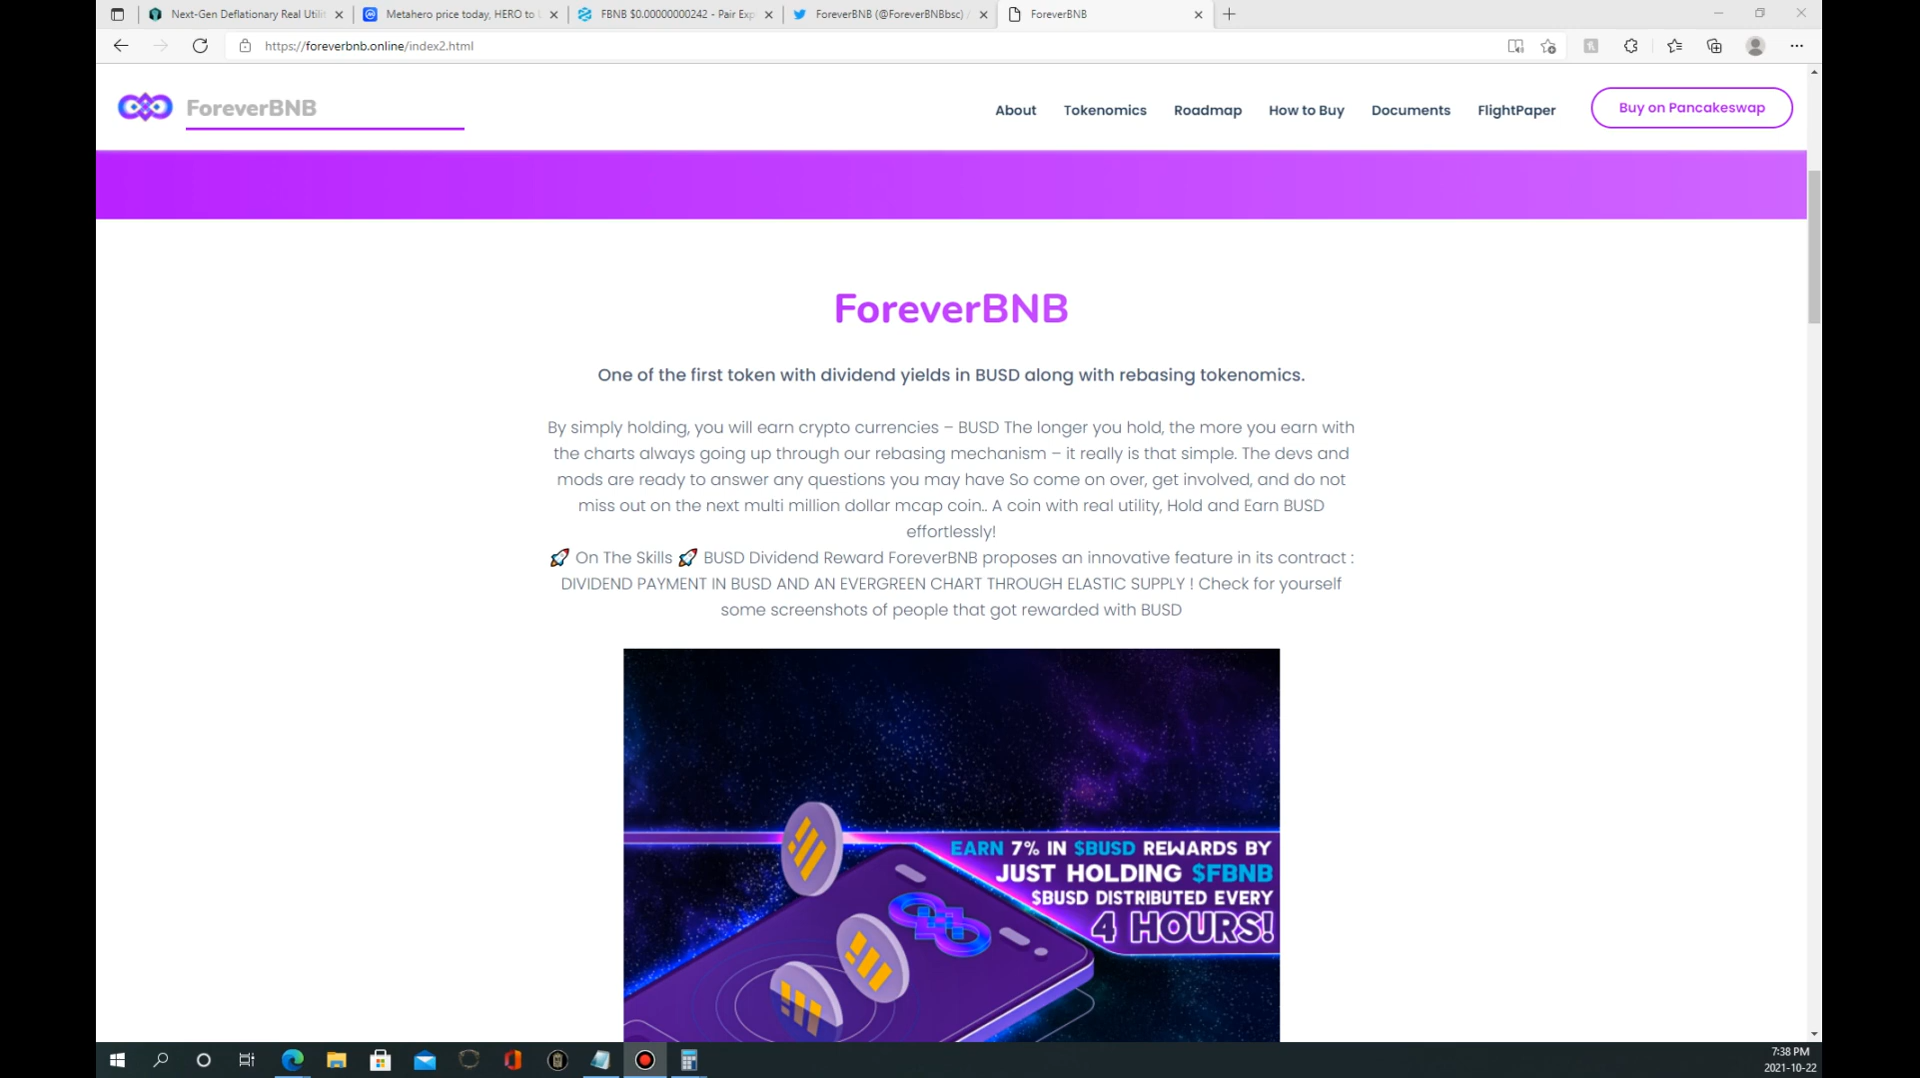 Next-Gen Deflationary Real Utilit
Metahero price today, HERO to
FBNB $0.00000000242 - Pair Exp
ForeverBNB (@ForeverBNBbsc) /
ForeverBNB
https://foreverbnb.online/index2.html
ForeverBNB
About
Tokenomics
Roadmap
How to Buy
Documents
FlightPaper
Buy on Pancakeswap
ForeverBNB
One of the first token with dividend yields in BUSD along with rebasing tokenomics.
By simply holding, you will earn crypto currencies – BUSD The longer you hold, the more you earn with
the charts always going up through our rebasing mechanism – it really is that simple. The devs and
mods are ready to answer any questions you may have So come on over, get involved, and do not
miss out on the next multi million dollar mcap coin.. A coin with real utility, Hold and Earn BUSD
effortlessly!
🚀 On The Skills 🚀 BUSD Dividend Reward ForeverBNB proposes an innovative feature in its contract :
DIVIDEND PAYMENT IN BUSD AND AN EVERGREEN CHART THROUGH ELASTIC SUPPLY ! Check for yourself
some screenshots of people that got rewarded with BUSD
EARN 7% IN $BUSD REWARDS BY
JUST HOLDING $FBNB
$BUSD DISTRIBUTED EVERY
4 HOURS!
7:38 PM
2021-10-22